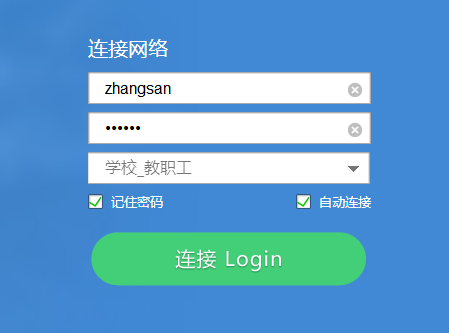 连接网络
zhangsan
••••••
学校_教职工
记住密码 自动连接
连接 Login